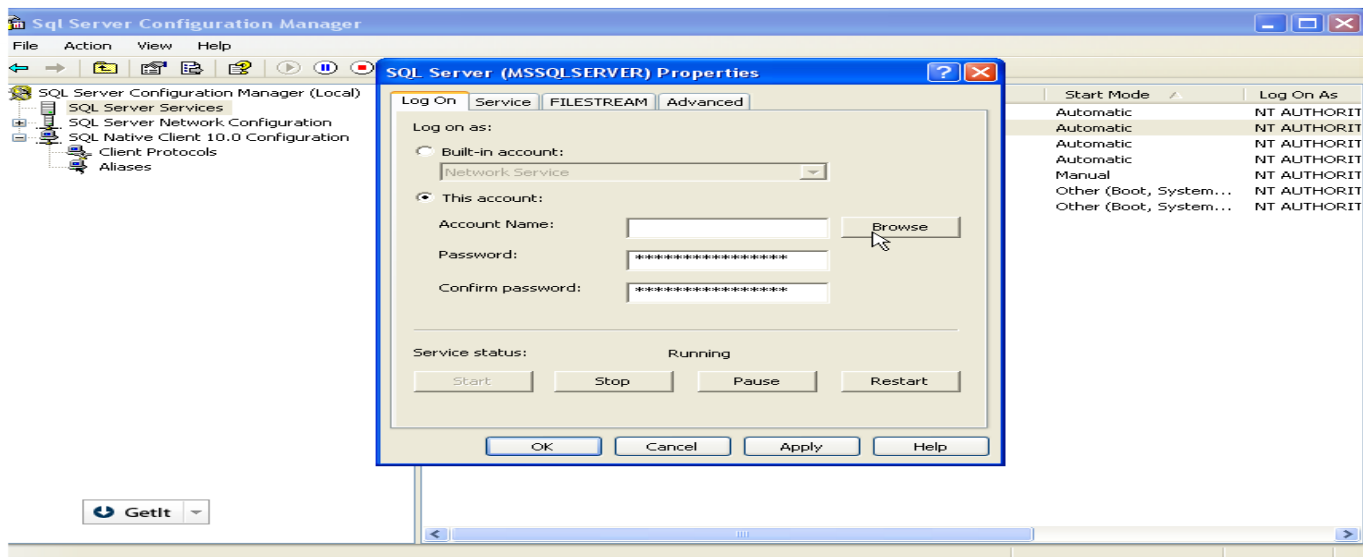 Sql Server Configuration Manager
File Action View Help
SQL Server Configuration Manager (Local)
SQL Server Services
SQL Server Network Configuration
SQL Native Client 10.0 Configuration
Client Protocols
Aliases
SQL Server (MSSQLSERVER) Properties
Log On Service FILESTREAM Advanced
Log on as:
Built-in account:
Network Service
This account:
Account Name:
Browse
Password:
****************
Confirm password:
****************
Service status: Running
Start Stop Pause Restart
OK Cancel Apply Help
Start Mode Log On As
Automatic NT AUTHORIT
Automatic NT AUTHORIT
Automatic NT AUTHORIT
Automatic NT AUTHORIT
Manual NT AUTHORIT
Other (Boot, System... NT AUTHORIT
Other (Boot, System... NT AUTHORIT
GetIt